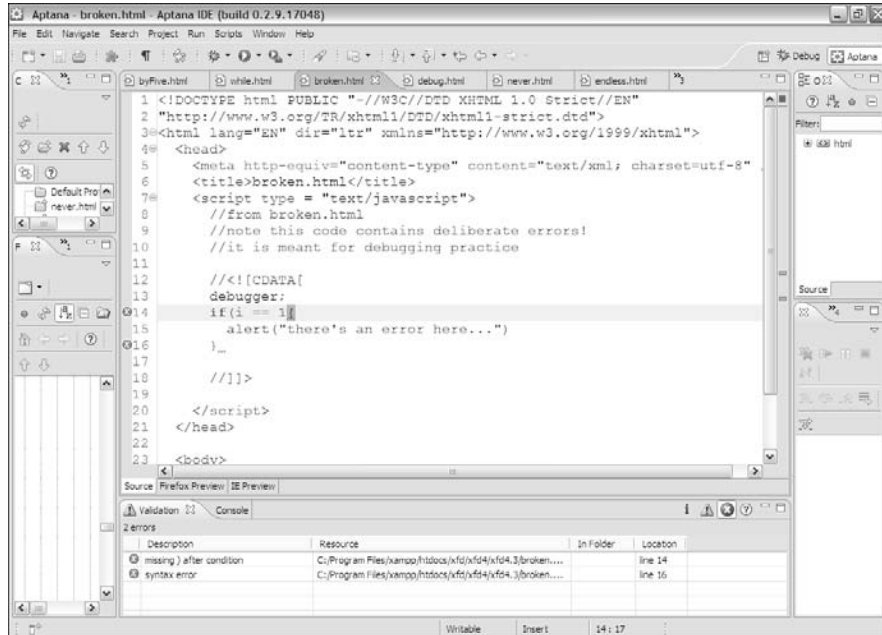 Aptana - broken.html - Aptana IDE (build 0.2.9.17048)
File Edit Navigate Search Project Run Scripts Window Help
Debug Aptana
C
byFive.html while.html broken.html debug.html never.html endless.html
1 <!DOCTYPE html PUBLIC "-//W3C//DTD XHTML 1.0 Strict//EN"
2 "http://www.w3.org/TR/xhtml1/DTD/xhtml1-strict.dtd">
3 <html lang="EN" dir="ltr" xmlns="http://www.w3.org/1999/xhtml">
4 <head>
5 <meta http-equiv="content-type" content="text/xml; charset=utf-8"
6 <title>broken.html</title>
7 <script type = "text/javascript">
8 //from broken.html
9 //note this code contains deliberate errors!
10 //it is meant for debugging practice
11
12 //<![CDATA[
13 debugger;
14 if(i == 1{
15 alert("there's an error here...")
16 }
17
18 //]]>
19
20 </script>
21 </head>
22
23 <body>
Default Pro
never.html
F
Filter:
html
Source
Source Firefox Preview IE Preview
Validation Console
2 errors
Description Resource In Folder Location
missing ) after condition C:/Program Files/xampp/htdocs/xfd/xfd4/xfd4.3/broken.... line 14
syntax error C:/Program Files/xampp/htdocs/xfd/xfd4/xfd4.3/broken.... line 16
Writable Insert 14 : 17